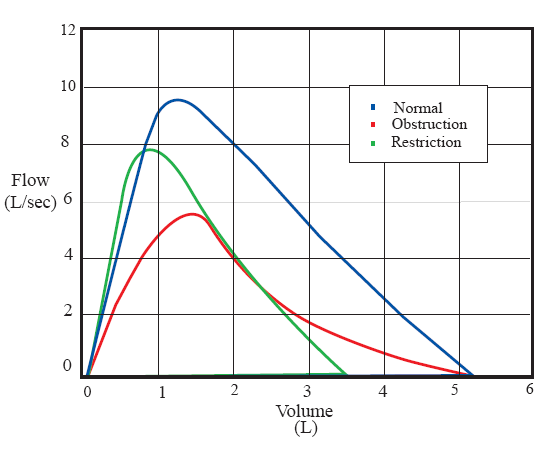 12
10
8
6
4
2
0
Flow
(L/sec)
Normal
Obstruction
Restriction
0 1 2 3 4 5 6
Volume
(L)